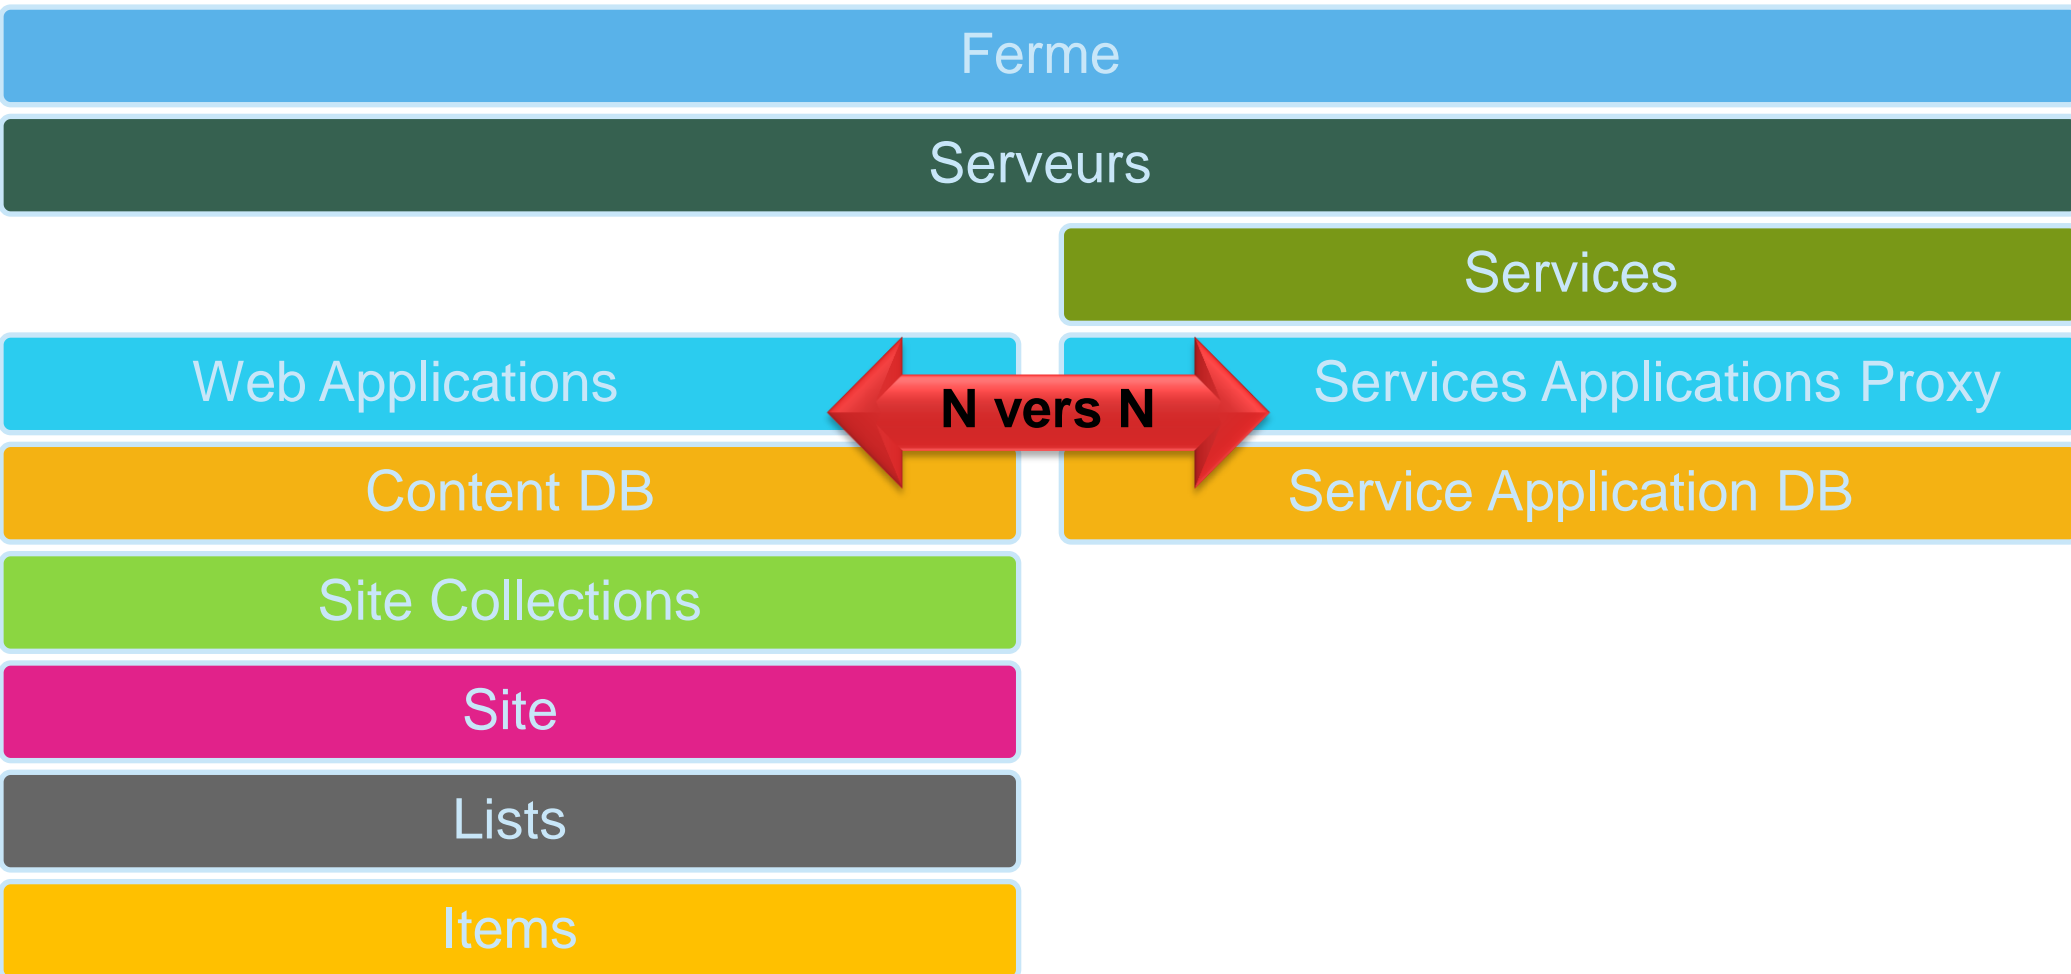 Ferme
Serveurs
Services
Web Applications
N vers N
Services Applications Proxy
Content DB
Service Application DB
Site Collections
Site
Lists
Items